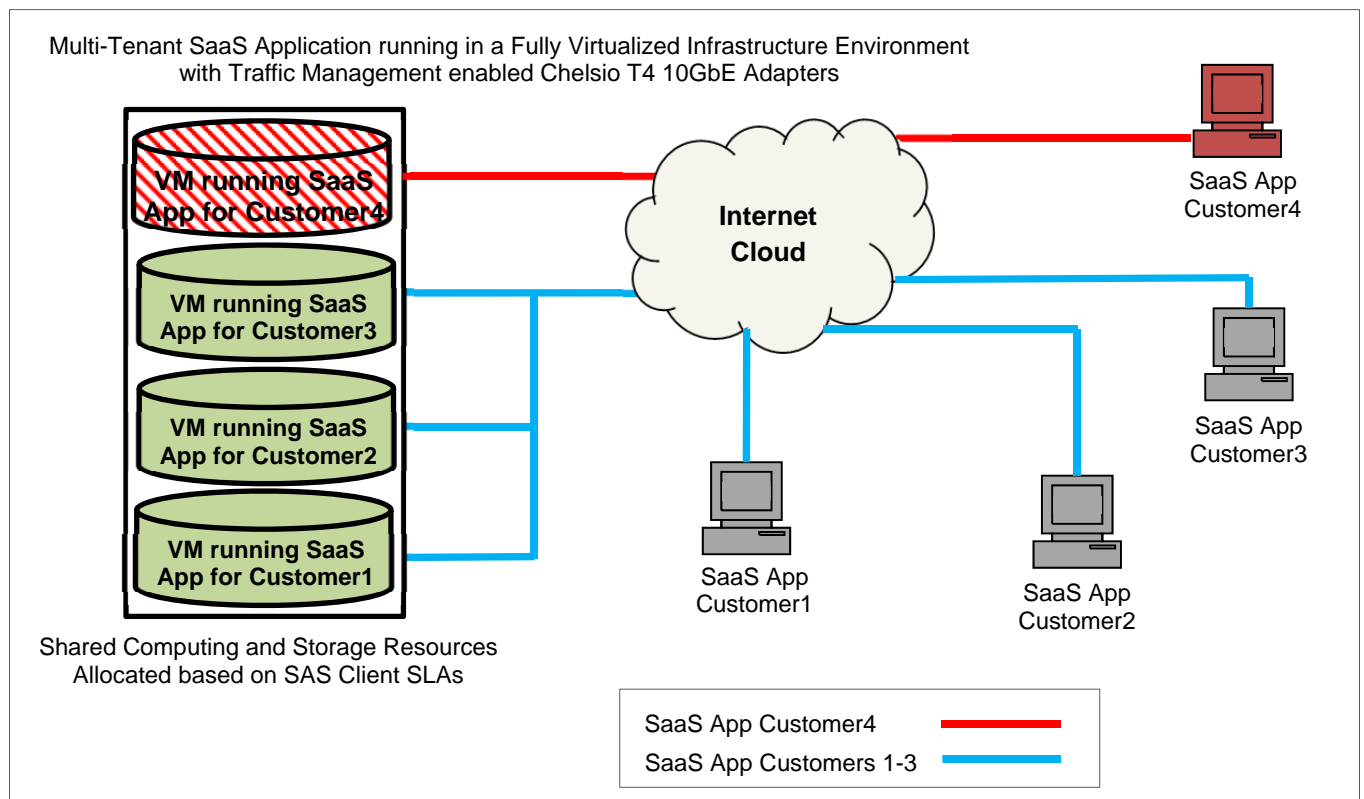 Multi-Tenant SaaS Application running in a Fully Virtualized Infrastructure Environment
with Traffic Management enabled Chelsio T4 10GbE Adapters
VM running SaaS
App for Customer4
VM running SaaS
App for Customer3
VM running SaaS
App for Customer2
VM running SaaS
App for Customer1
Shared Computing and Storage Resources
Allocated based on SAS Client SLAs
Internet
Cloud
SaaS App
Customer4
SaaS App
Customer3
SaaS App
Customer1
SaaS App
Customer2
SaaS App Customer4
SaaS App Customers 1-3